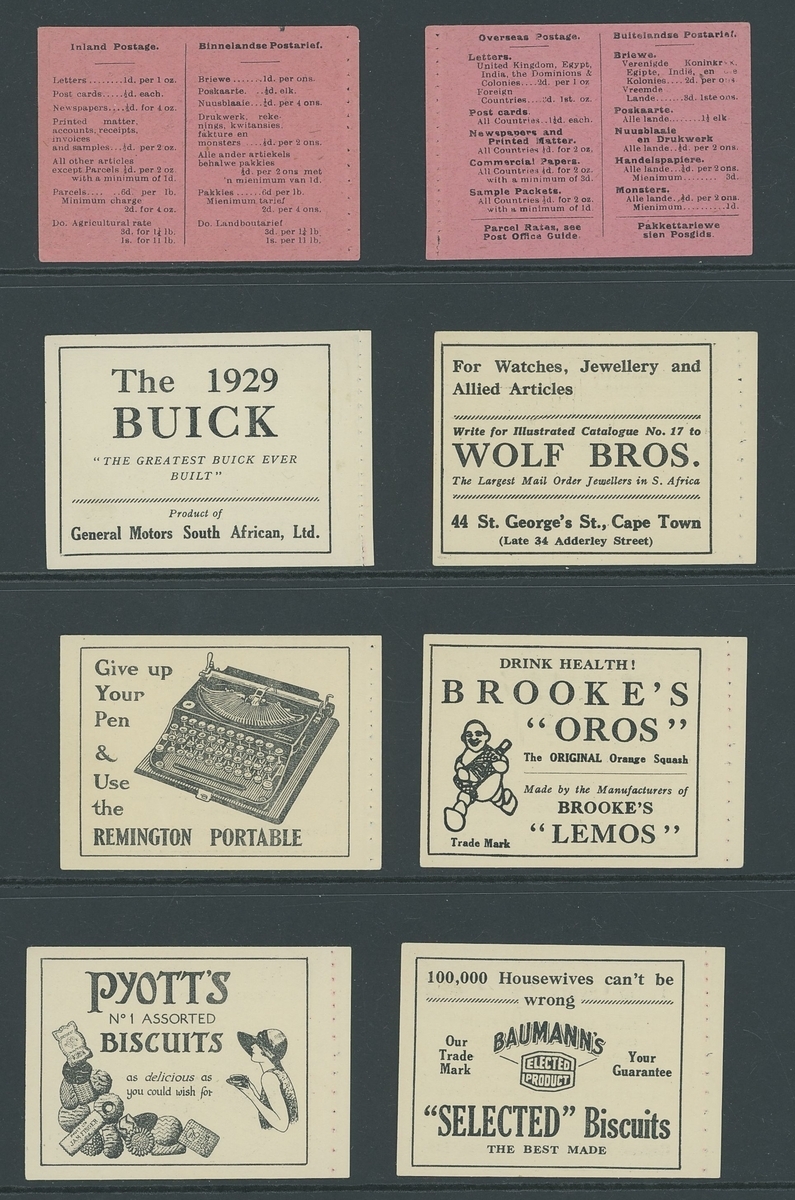 Inland Postage.
Letters ........1d. per 1 oz.
Post cards....½d. each.
Newspapers..½d. for 4 oz.
Printed matter,
accounts, receipts,
invoices
and samples..½d. per 2 oz.
All other articles
except Parcels ½d. per 2 oz.
with a minimum of 1d.
Parcels.... .6d. per lb.
Minimum charge
2d. for 4 oz.
Do. Agricultural rate
lb.
1s. for 11 lb.
Binnelandse Postarief.
Briewe .......1d. per ons.
Poskaarte. ..½d. elk.
Nuusblaaie...½d. per 4 ons.
Drukwerk, reke-
nings, kwitansies.
fakture en
monsters ....½d. per 2 ons.
Alle ander artiekels
behalwe pakkies
½d. per 2 ons met
'n mienimum van 1d.
Pakkies .....6d per lb.
Mienimum tarief
2d. per 4 ons.
Do. Landboutarief
lb
1s. per 11 lb.
Overseas Postage.
Letters.
United Kingdom, Egypt,
India, the Dominions &
Colonies....2d. per 1 oz
Foreign
Countries....3d. 1st. oz.
Post cards.
All Countries 1½d. each.
Newspapers and
Printed Matter.
All Countries ½d. for 2 oz.
Commercial Papers.
All Countries ½d. for 2 oz.
with a minimum of 3d.
Sample Packets.
All Countries ½d. for 2 oz.
with a minimum of 1d
Parcel Rates, see
Post Office Guide.
Buitelandse Postarief.
Briewe.
Verenigde
Egipte, Indië, en
Kolonies....2d. per
Vreemde
Lande......3d. 1ste ons.
Poskaarte.
Alle lande.....1½ elk
Nuusblaaie
en Drukwerk
Alle lande..½d. per 2 ons.
Handelspapiere.
Alle lande..½d. per 2 ons.
Mienimum .........3d.
Monsters.
Alle lande..½d. per 2 ons.
Mienimum..........1d.
Pakkettariewe
sien Posgids.
The 1929
BUICK
"THE GREATEST BUICK EVER
BUILT"
Product of
General Motors South African, Ltd.
For Watches, Jewellery and
Allied Articles
Write for Illustrated Catalogue No. 17 to
WOLF BROS.
The Largest Mail Order Jewellers in S. Africa
44 St. George's St., Cape Town
(Late 34 Adderley Street)
Give up
Your
Pen
&
Use
the
REMINGTON PORTABLE
DRINK HEALTH!
BROOKE'S
"OROS"
The ORIGINAL Orange Squash
Made by the Manufacturers of
BROOKE'S
"LEMOS"
Trade Mark
PYOTT'S
No 1 ASSORTED
BISCUITS
as delicious as
you could wish for
100,000 Housewives can't be
wrong
Our
Trade
Mark
BAUMANN'S
ELECTED
PRODUCT
Your
Guarantee
"SELECTED" Biscuits
THE BEST MADE